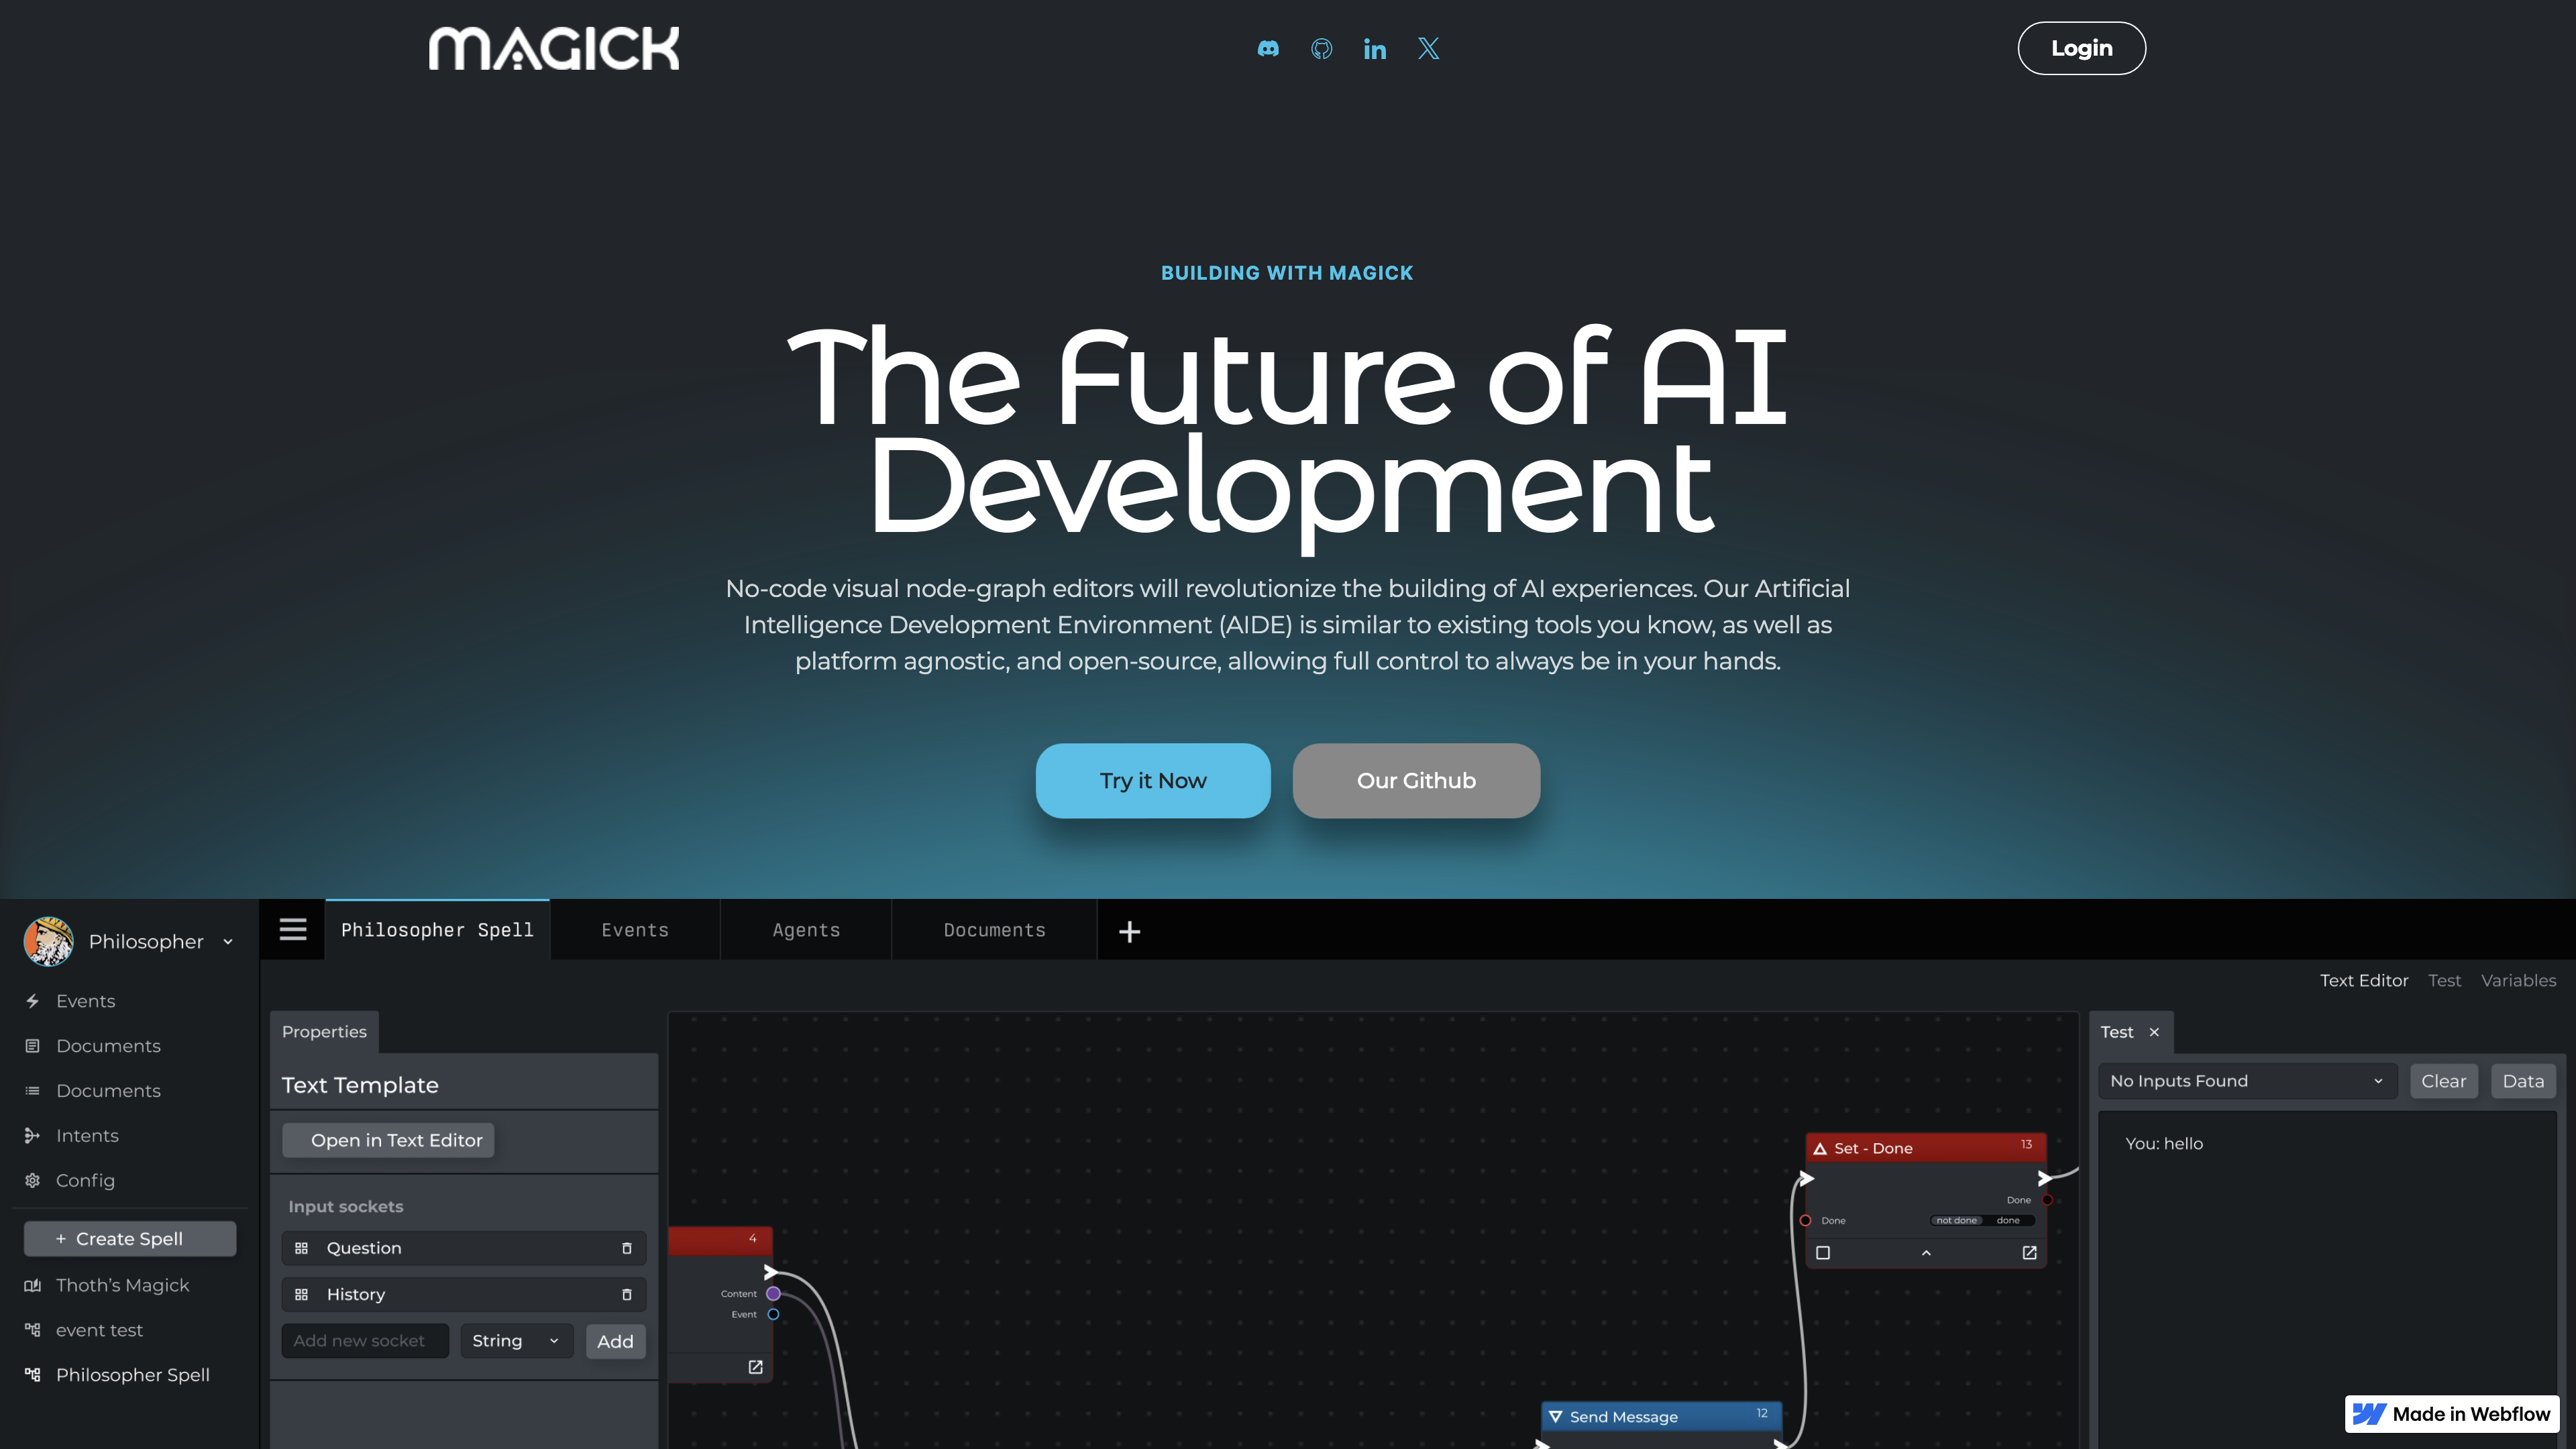 MAGICK
Login
BUILDING WITH MAGICK
The Future of AI
Development
No-code visual node-graph editors will revolutionize the building of AI experiences. Our Artificial
Intelligence Development Environment (AIDE) is similar to existing tools you know, as well as
platform agnostic, and open-source, allowing full control to always be in your hands.
Try it Now
Our Github
Philosopher
Philosopher Spell
Events
Agents
Documents
+
Events
Documents
Documents
Intents
Config
+ Create Spell
Thoth's Magick
event test
Philosopher Spell
Text Editor
Test
Variables
Properties
Text Template
Open in Text Editor
Input sockets
Question
History
Add new socket
String
Add
4
Content
Event
Set - Done
13
Done
Done
not done
done
Send Message
12
Test
No Inputs Found
Clear
Data
You: hello
Made in Webflow